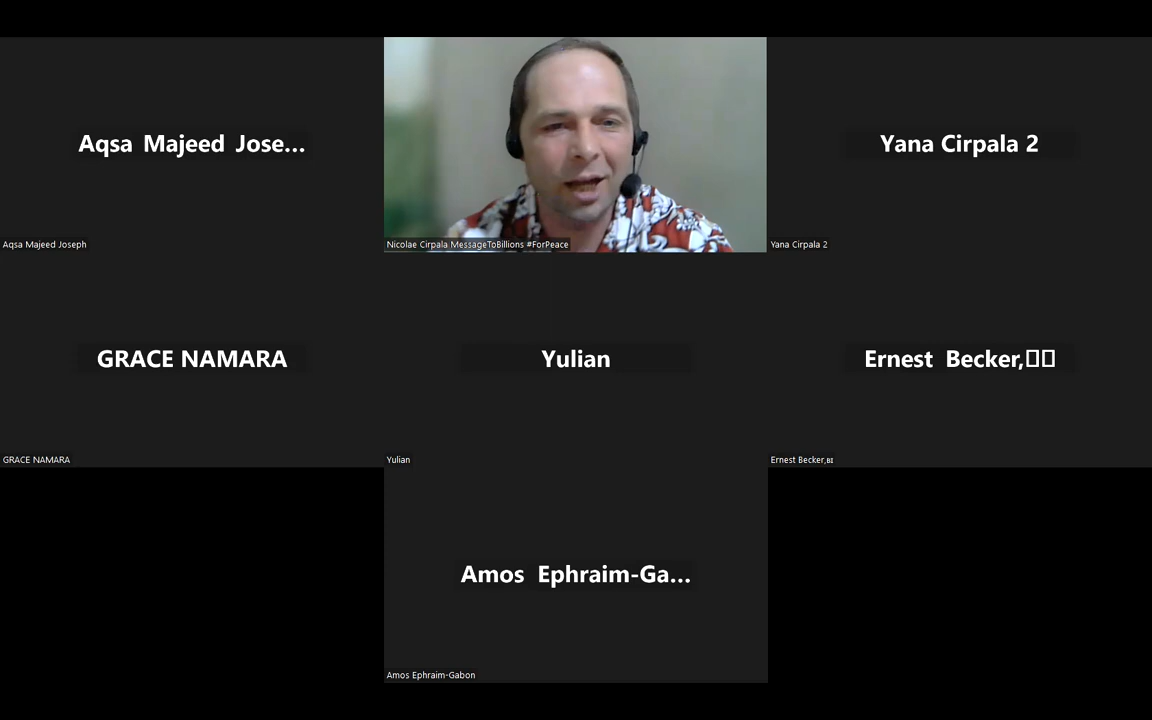 Aqsa Majeed Jose...
Yana Cirpala 2
Aqsa Majeed Joseph
Nicolae Cirpala MessageToBillions #ForPeace
Yana Cirpala 2
GRACE NAMARA
Yulian
Ernest Becker,
GRACE NAMARA
Yulian
Ernest Becker,🇧🇮
Amos Ephraim-Ga...
Amos Ephraim-Gabon